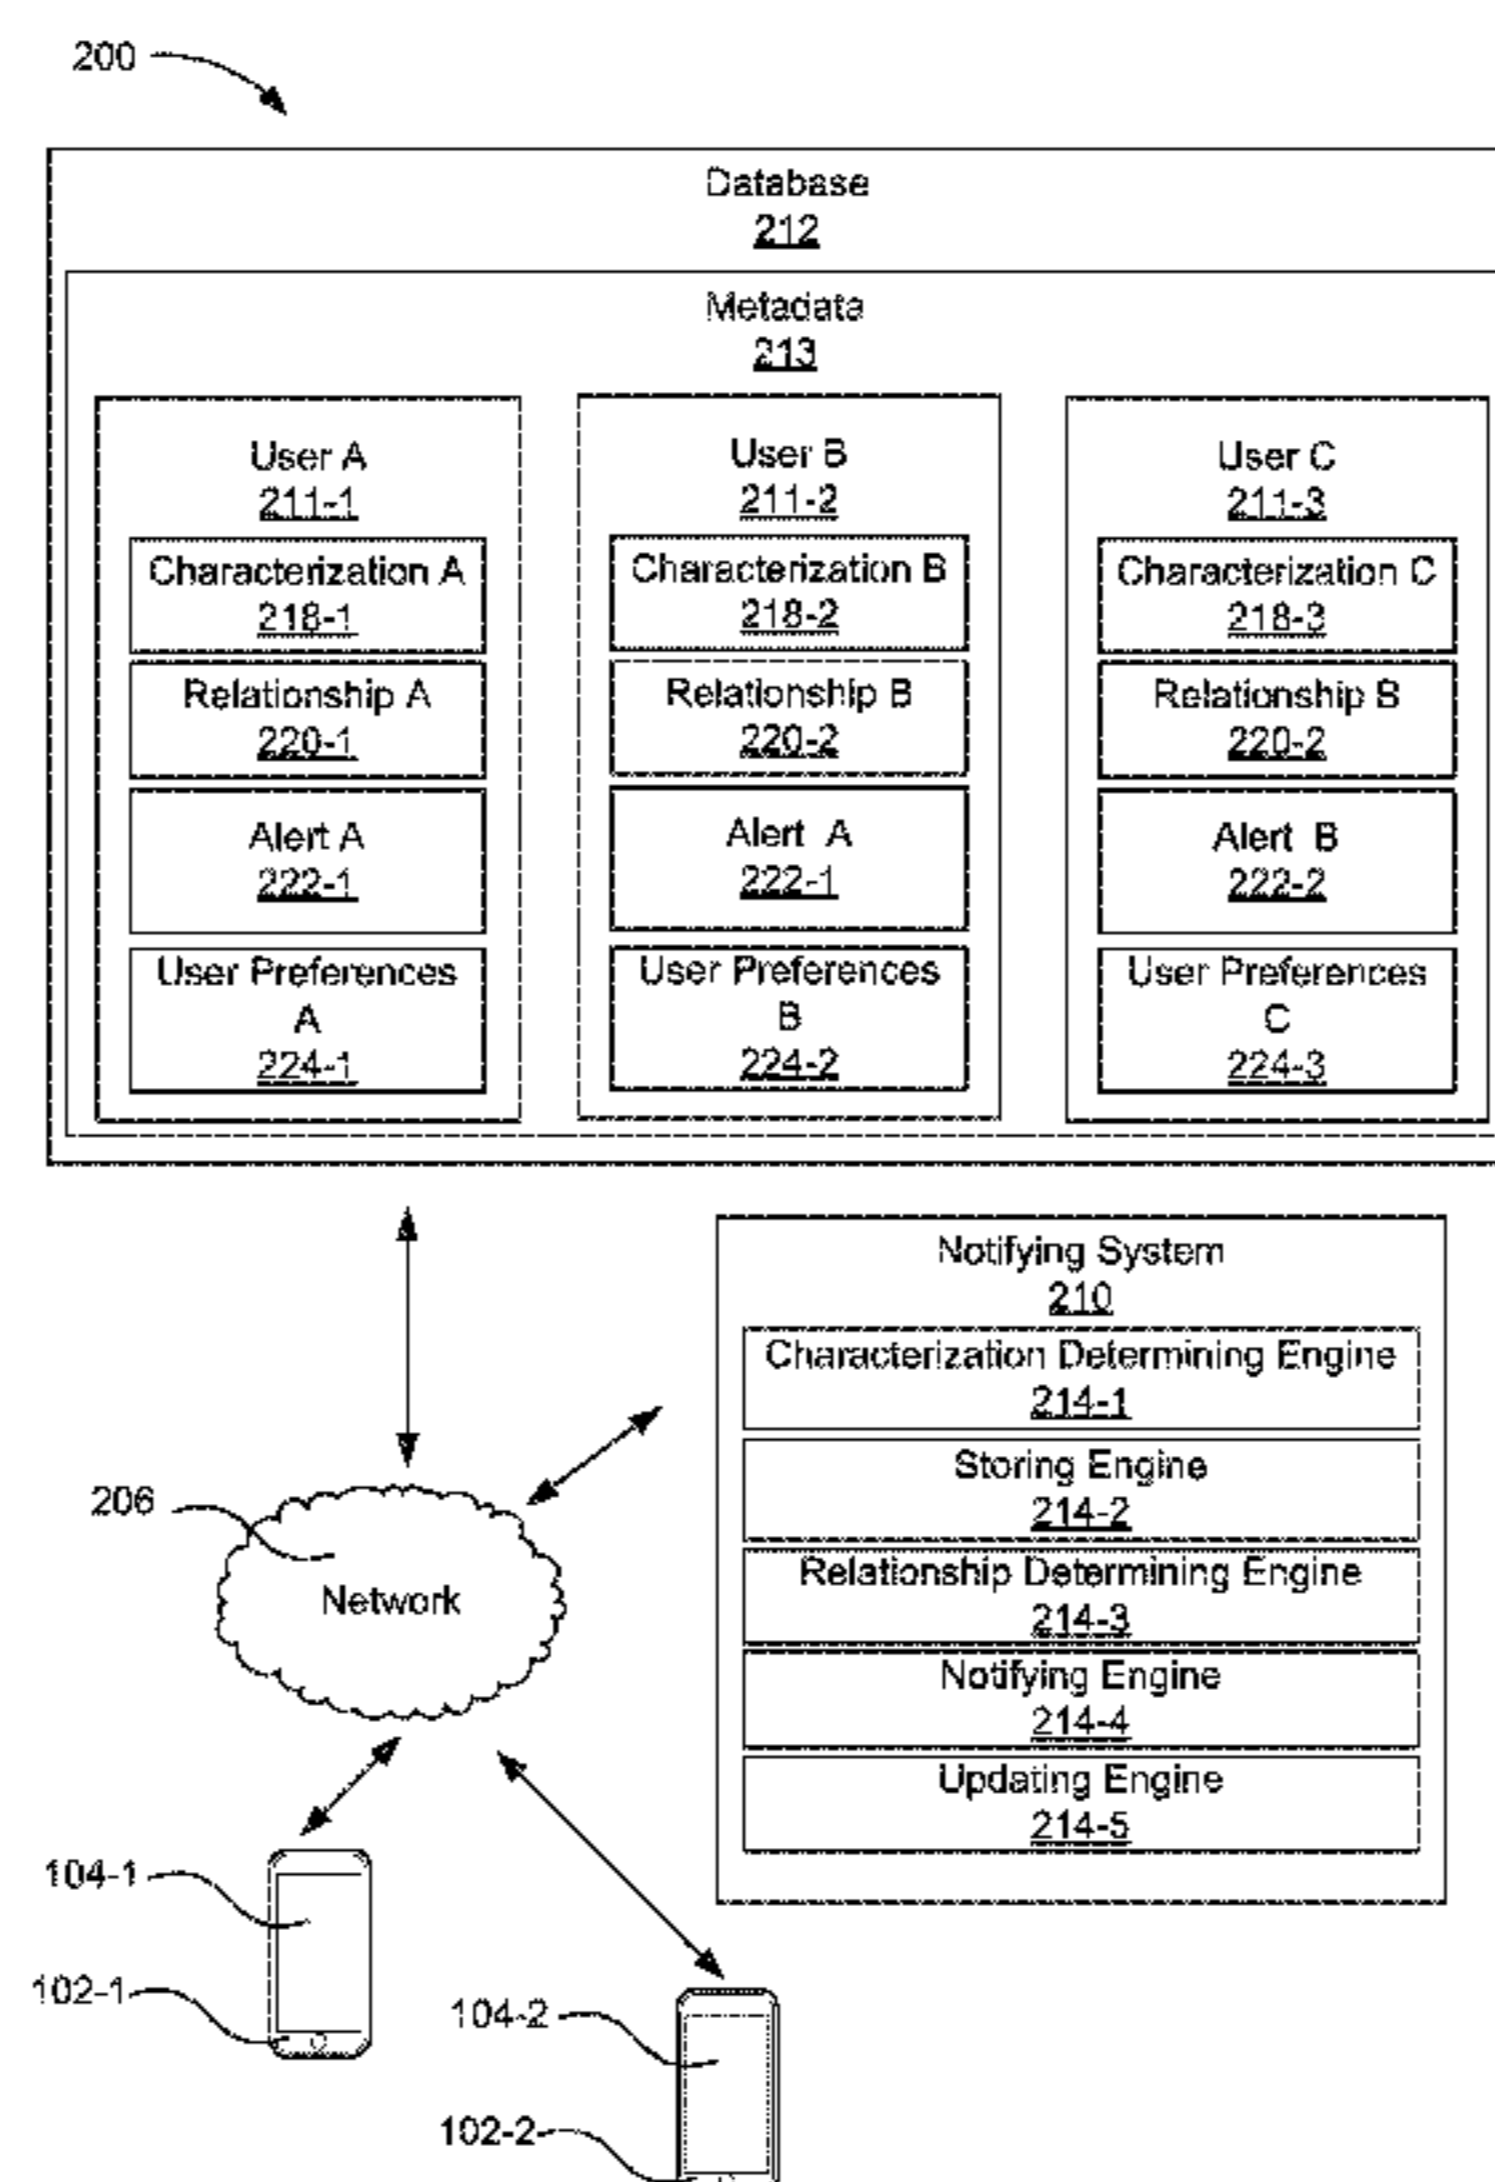 200
Database
212
Metadata
213
User A
211-1
Characterization A
218-1
Relationship A
220-1
Alert A
222-1
User Preferences
A
224-1
User B
211-2
Characterization B
218-2
Relationship B
220-2
Alert A
222-1
User Preferences
B
224-2
User C
211-3
Characterization C
218-3
Relationship B
220-2
Alert B
222-2
User Preferences
C
224-3
Notifying System
210
Characterization Determining Engine
214-1
Storing Engine
214-2
Relationship Determining Engine
214-3
Notifying Engine
214-4
Updating Engine
214-5
206
Network
104-1
102-1
104-2
102-2